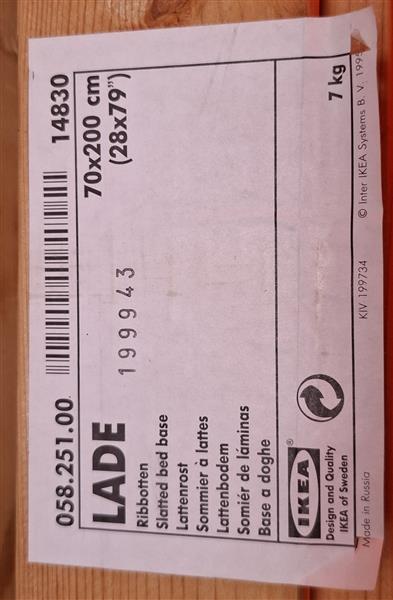 058.251.00 14830
LADE 70x200 cm
(28x79")
199943
Ribbotten
Slatted bed base
Lattenrost
Sommier à lattes
Lattenbodem
Somiér de láminas
Base a doghe
IKEA®
Design and Quality
IKEA of Sweden
7 kg
Made in Russia
KIV 199734
© Inter IKEA Systems B. V. 1995